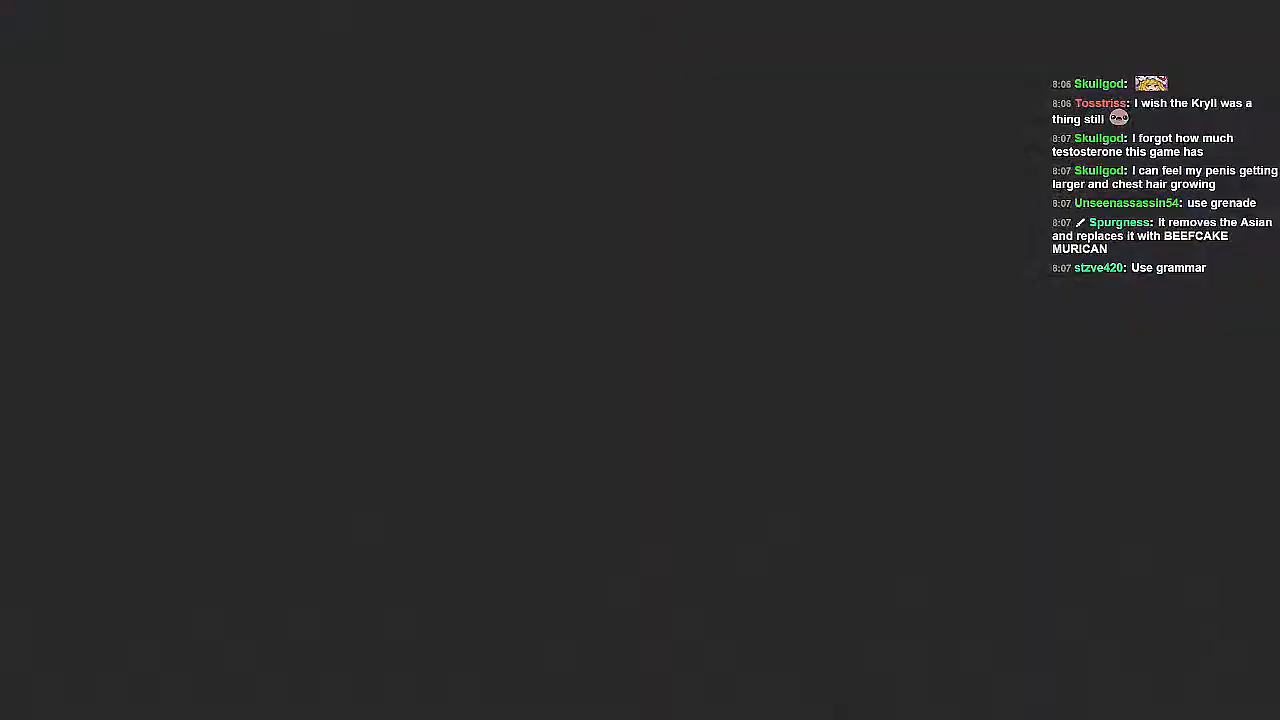 8:06 Skullgod:
8:06 Tosstriss: I wish the Kryll was a
thing still
8:07 Skullgod: I forgot how much
testosterone this game has
8:07 Skullgod: I can feel my penis getting
larger and chest hair growing
8:07 Unseenassassin54: use grenade
8:07 Spurgness: It removes the Asian
and replaces it with BEEFCAKE
MURICAN
8:07 stzve420: Use grammar